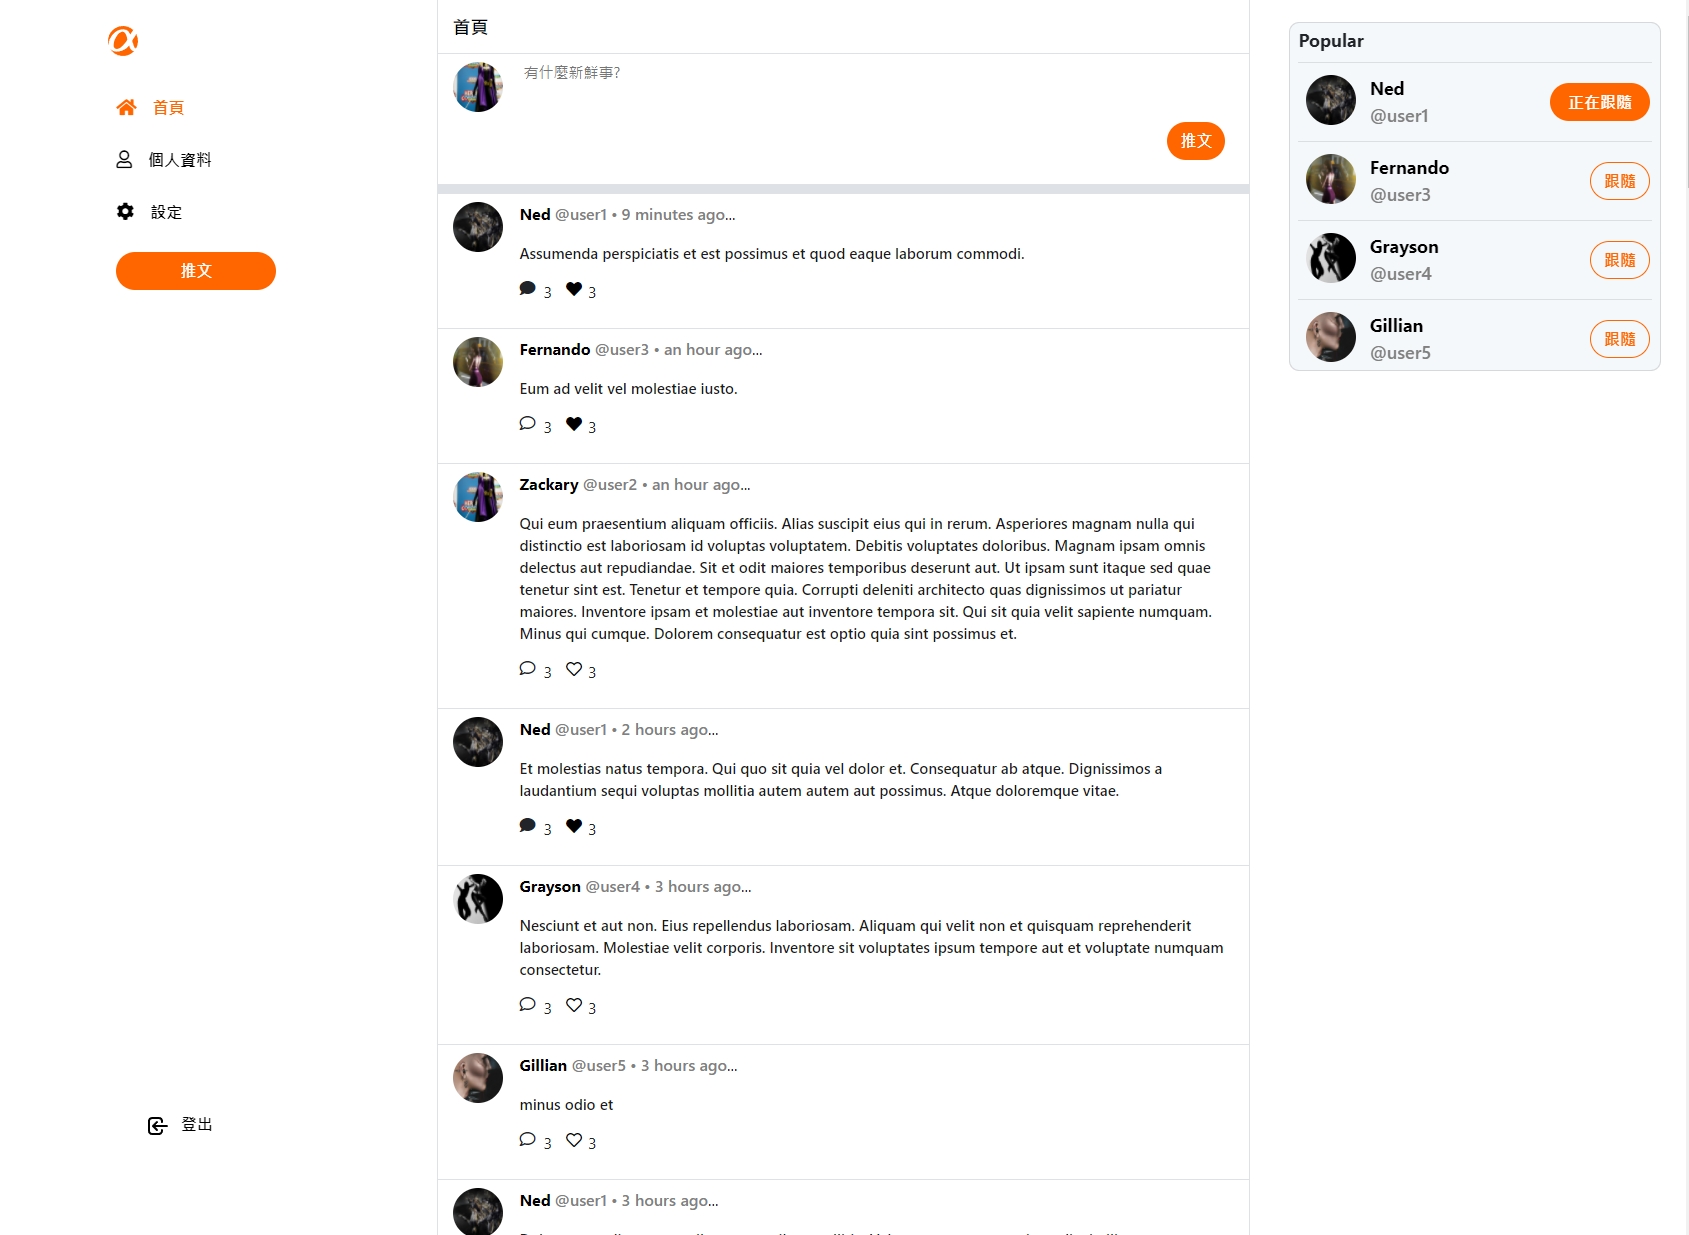 首頁
個人資料
設定
推文
登出
首頁
有什麼新鮮事?
推文
Ned @user1 • 9 minutes ago...
Assumenda perspiciatis et est possimus et quod eaque laborum commodi.
3 3
Fernando @user3 • an hour ago...
Eum ad velit vel molestiae iusto.
3 3
Zackary @user2 • an hour ago...
Qui eum praesentium aliquam officiis. Alias suscipit eius qui in rerum. Asperiores magnam nulla qui
distinctio est laboriosam id voluptas voluptatem. Debitis voluptates doloribus. Magnam ipsam omnis
delectus aut repudiandae. Sit et odit maiores temporibus deserunt aut. Ut ipsam sunt itaque sed quae
tenetur sint est. Tenetur et tempore quia. Corrupti deleniti architecto quas dignissimos ut pariatur
maiores. Inventore ipsam et molestiae aut inventore tempora sit. Qui sit quia velit sapiente numquam.
Minus qui cumque. Dolorem consequatur est optio quia sint possimus et.
3 3
Ned @user1 • 2 hours ago...
Et molestias natus tempora. Qui quo sit quia vel dolor et. Consequatur ab atque. Dignissimos a
laudantium sequi voluptas mollitia autem autem aut possimus. Atque doloremque vitae.
3 3
Grayson @user4 • 3 hours ago...
Nesciunt et aut non. Eius repellendus laboriosam. Aliquam qui velit non et quisquam reprehenderit
laboriosam. Molestiae velit corporis. Inventore sit voluptates ipsum tempore aut et voluptate numquam
consectetur.
3 3
Gillian @user5 • 3 hours ago...
minus odio et
3 3
Ned @user1 • 3 hours ago...
Popular
Ned
@user1
正在跟隨
Fernando
@user3
跟隨
Grayson
@user4
跟隨
Gillian
@user5
跟隨